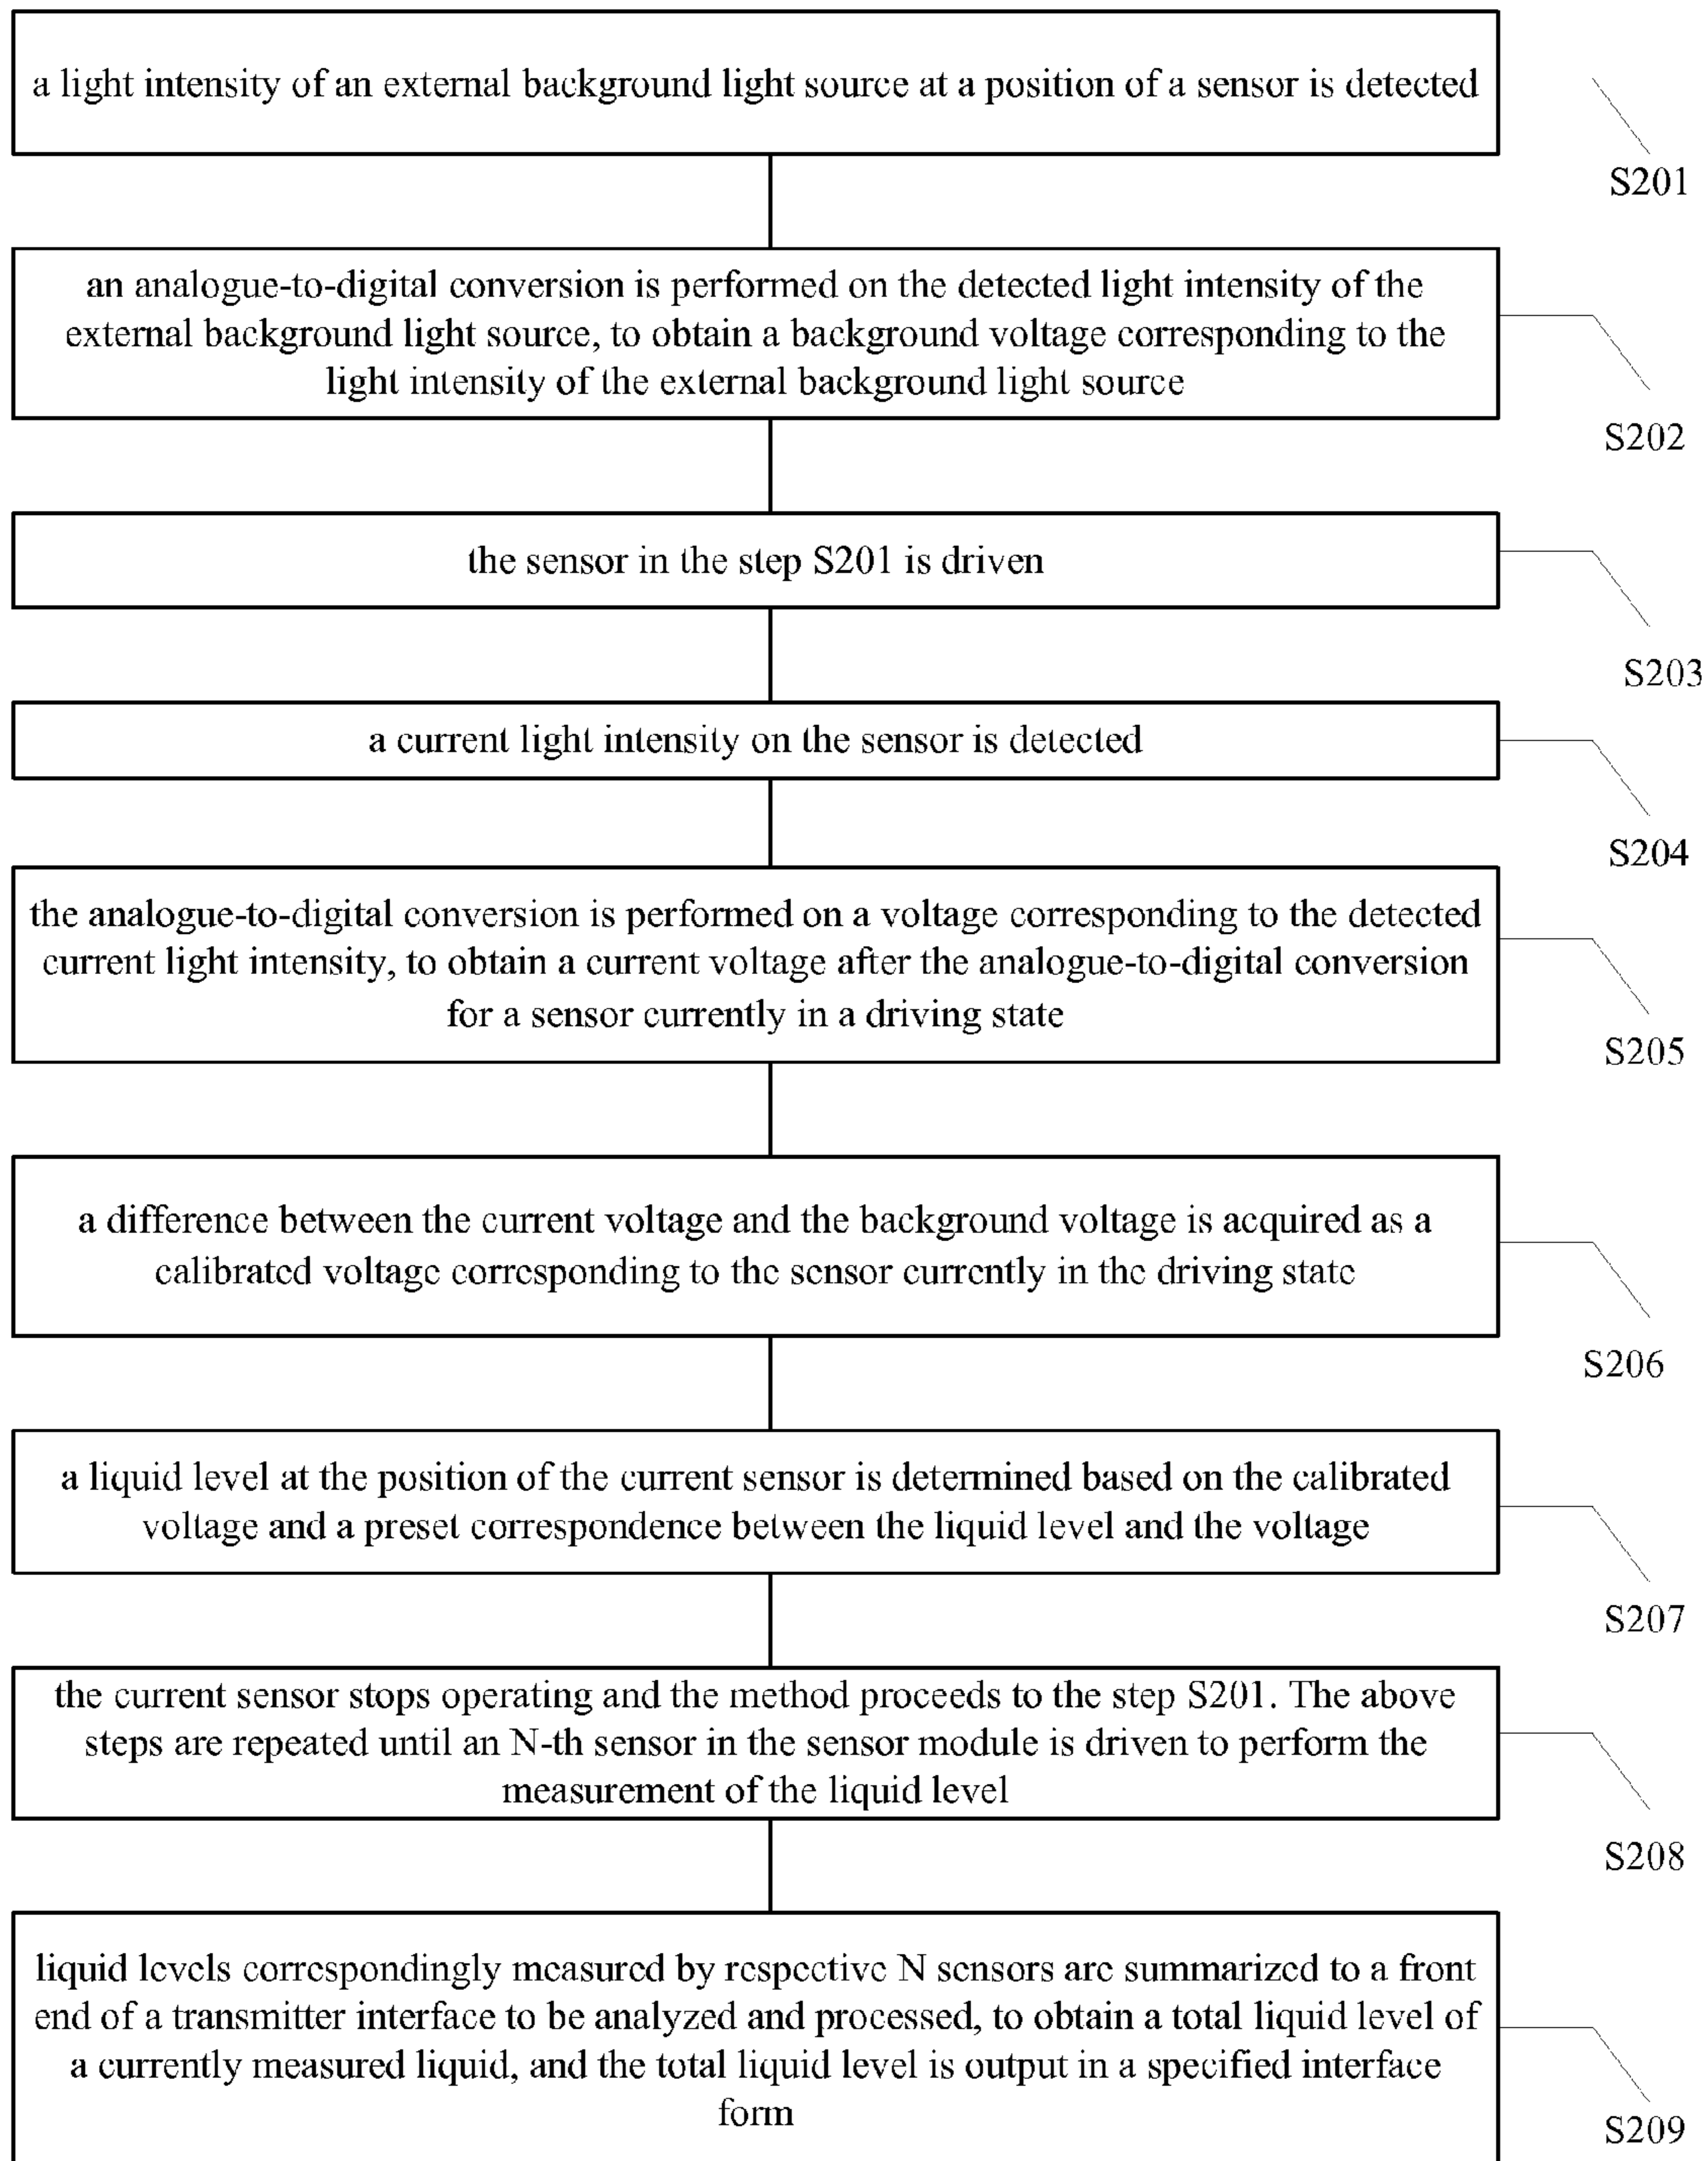 a light intensity of an external background light source at a position of a sensor is detected
S201
an analogue-to-digital conversion is performed on the detected light intensity of the
external background light source, to obtain a background voltage corresponding to the
light intensity of the external background light source
S202
the sensor in the step S201 is driven
S203
a current light intensity on the sensor is detected
S204
the analogue-to-digital conversion is performed on a voltage corresponding to the detected
current light intensity, to obtain a current voltage after the analogue-to-digital conversion
for a sensor currently in a driving state
S205
a difference between the current voltage and the background voltage is acquired as a
calibrated voltage corresponding to the sensor currently in the driving state
S206
a liquid level at the position of the current sensor is determined based on the calibrated
voltage and a preset correspondence between the liquid level and the voltage
S207
the current sensor stops operating and the method proceeds to the step S201. The above
steps are repeated until an N-th sensor in the sensor module is driven to perform the
measurement of the liquid level
S208
liquid levels correspondingly measured by respective N sensors are summarized to a front
end of a transmitter interface to be analyzed and processed, to obtain a total liquid level of
a currently measured liquid, and the total liquid level is output in a specified interface
form
S209